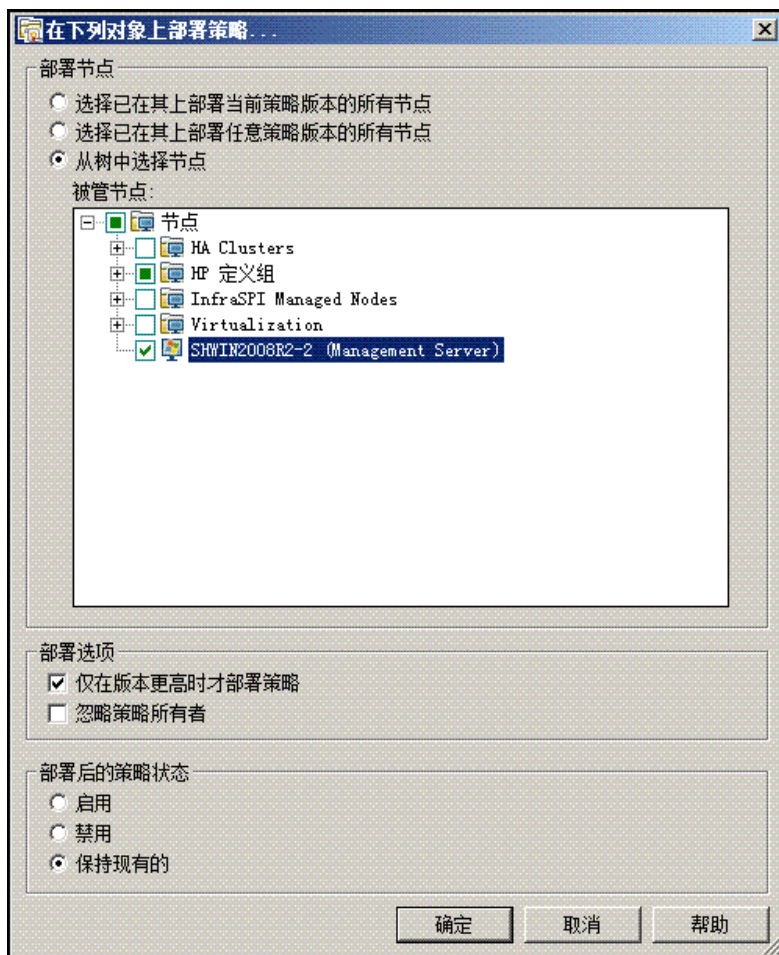 在下列对象上部署策略...
部署节点
选择已在其上部署当前策略版本的所有节点
选择已在其上部署任意策略版本的所有节点
从树中选择节点
被管节点:
节点
HA Clusters
HP 定义组
InfraSPI Managed Nodes
Virtualization
SHWIN2008R2-2 (Management Server)
部署选项
仅在版本更高时才部署策略
忽略策略所有者
部署后的策略状态
启用
禁用
保持现有的
确定 取消 帮助